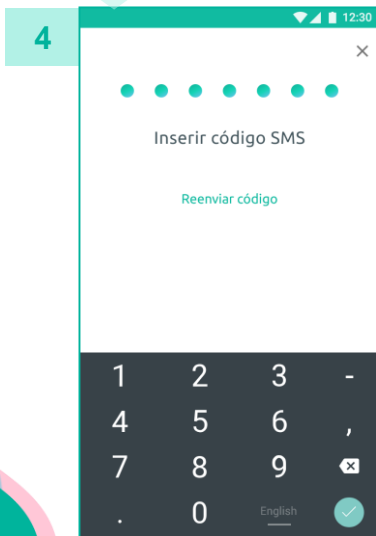 4
12:30
Inserir código SMS
Reenviar código
1 2 3 -
4 5 6 ,
7 8 9
. 0 English